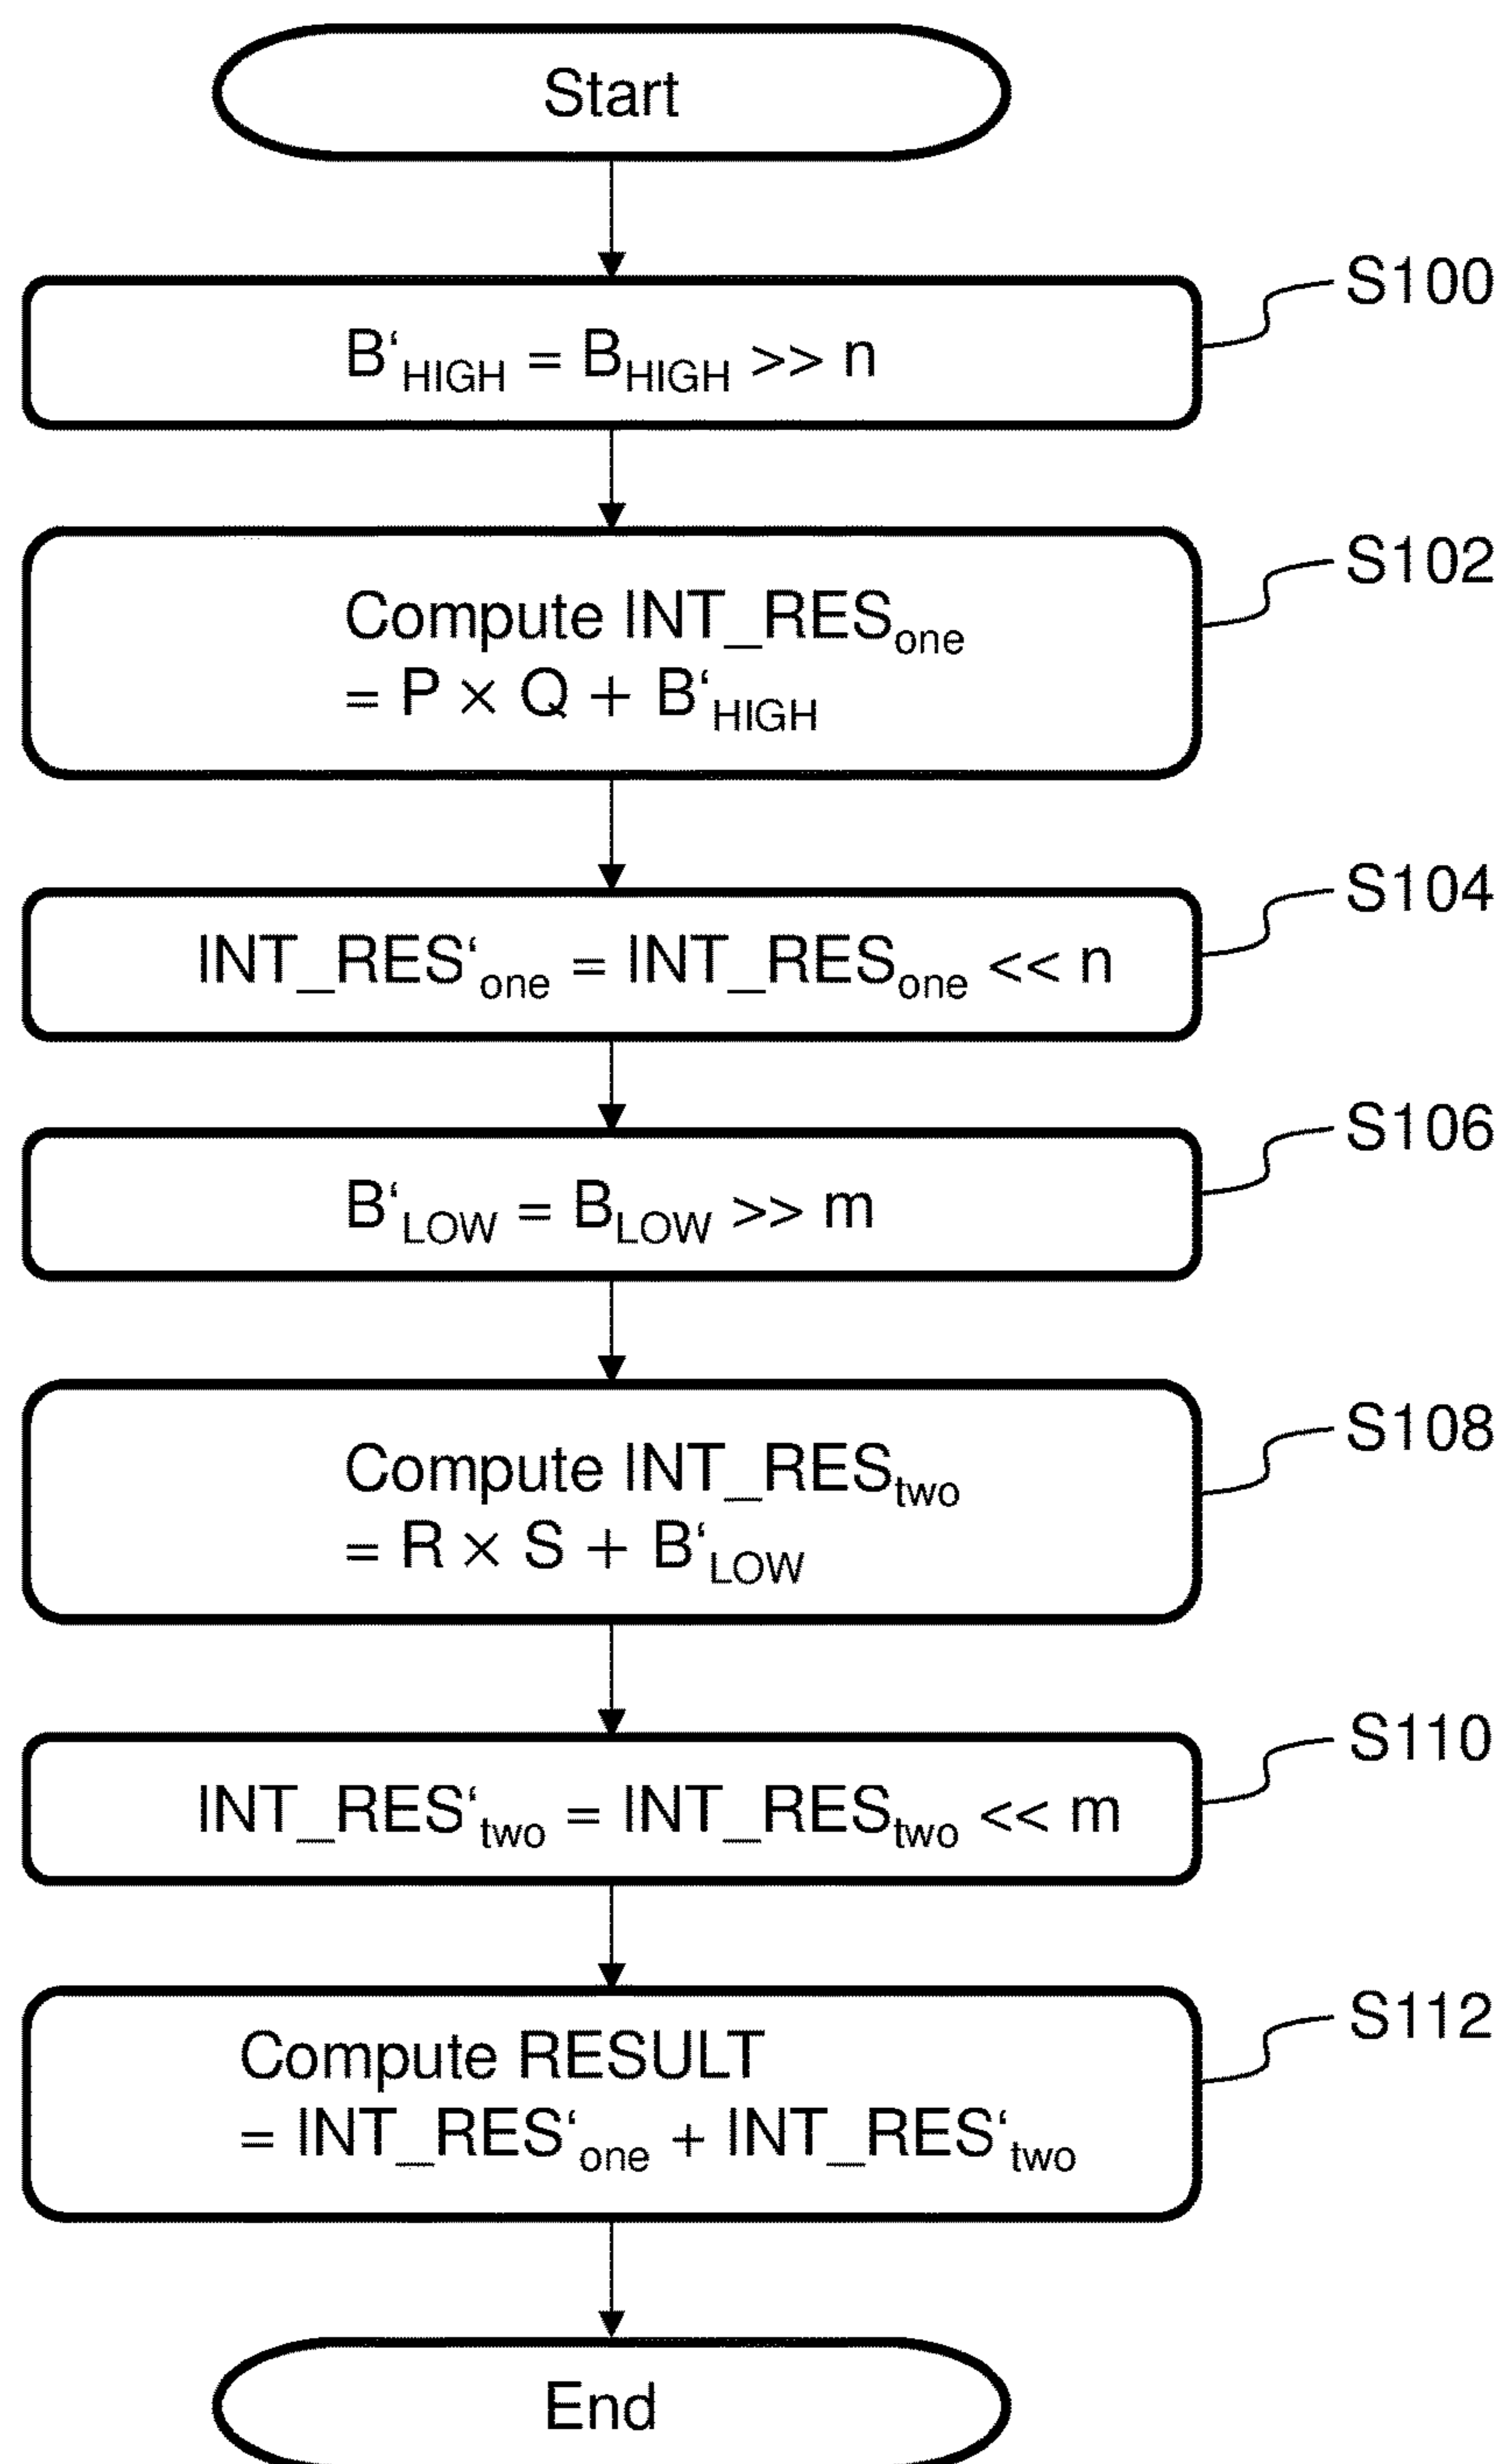 Start
B‘HIGH = BHIGH >> n
S100
Compute INT_RESone
= P × Q + B‘HIGH
S102
INT_RES‘one = INT_RESone << n
S104
B‘LOW = BLOW >> m
S106
Compute INT_REStwo
= R × S + B‘LOW
S108
INT_RES‘two = INT_REStwo << m
S110
Compute RESULT
= INT_RES‘one + INT_RES‘two
S112
End